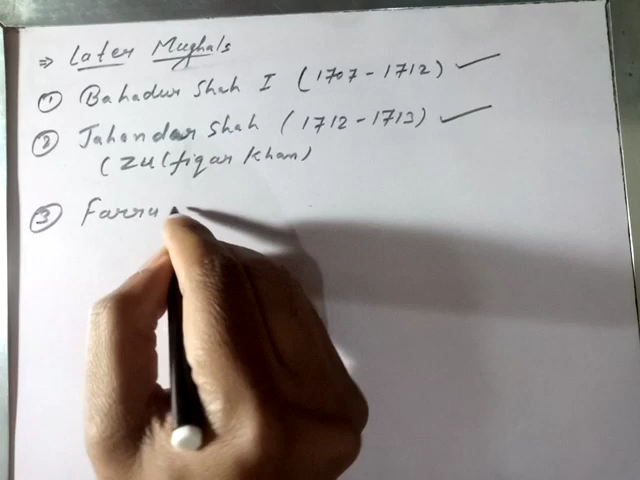 ⇒ Later Mughals
① Bahadur Shah I (1707-1712) ✓
② Jahandar Shah (1712-1713) ✓
(Zulfiqar Khan)
③ Farru